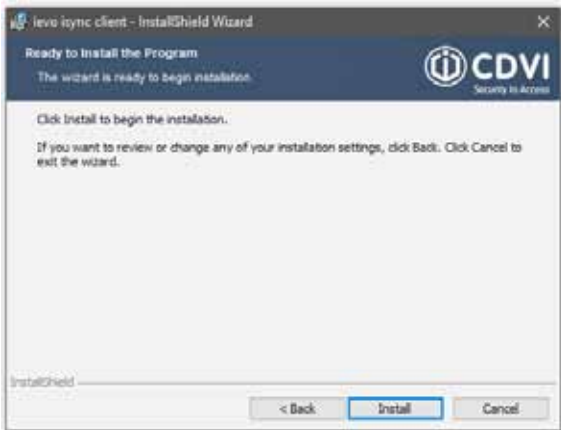 ievo isync client - InstallShield Wizard
Ready to Install the Program
The wizard is ready to begin installation.
CDVI
Security to Access
Click Install to begin the installation.
If you want to review or change any of your installation settings, click Back. Click Cancel to
exit the wizard.
InstallShield
< Back Install Cancel